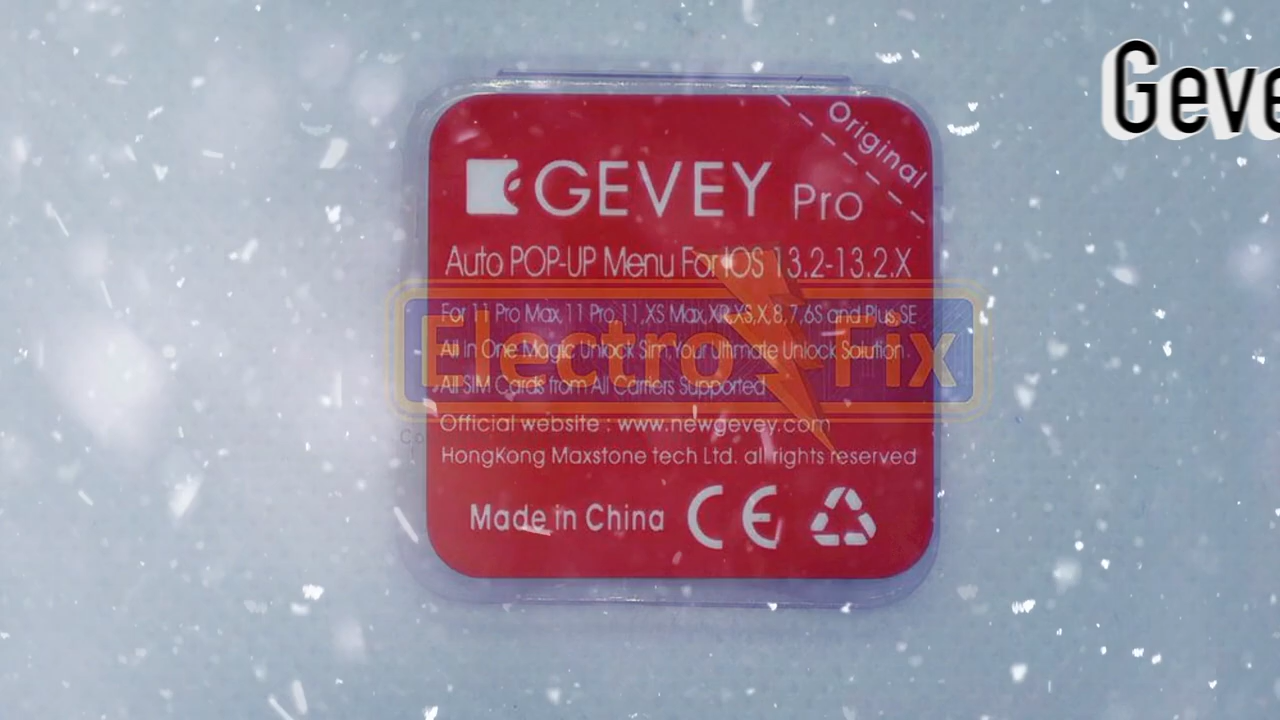 Geve
Original
GEVEY Pro
Auto POP-UP Menu For IOS 13.2-13.2.X
For 11 Pro Max,11 Pro,11,XS Max,XR,XS,X,8,7,6S and Plus,SE
Electro Fix
All In One Magic Unlock Sim.Your Ultimate Unlock Solution.
All SIM Cards from All Carriers Supported
Official website : www.newgevey.com
HongKong Maxstone tech Ltd. all rights reserved
Made in China CE